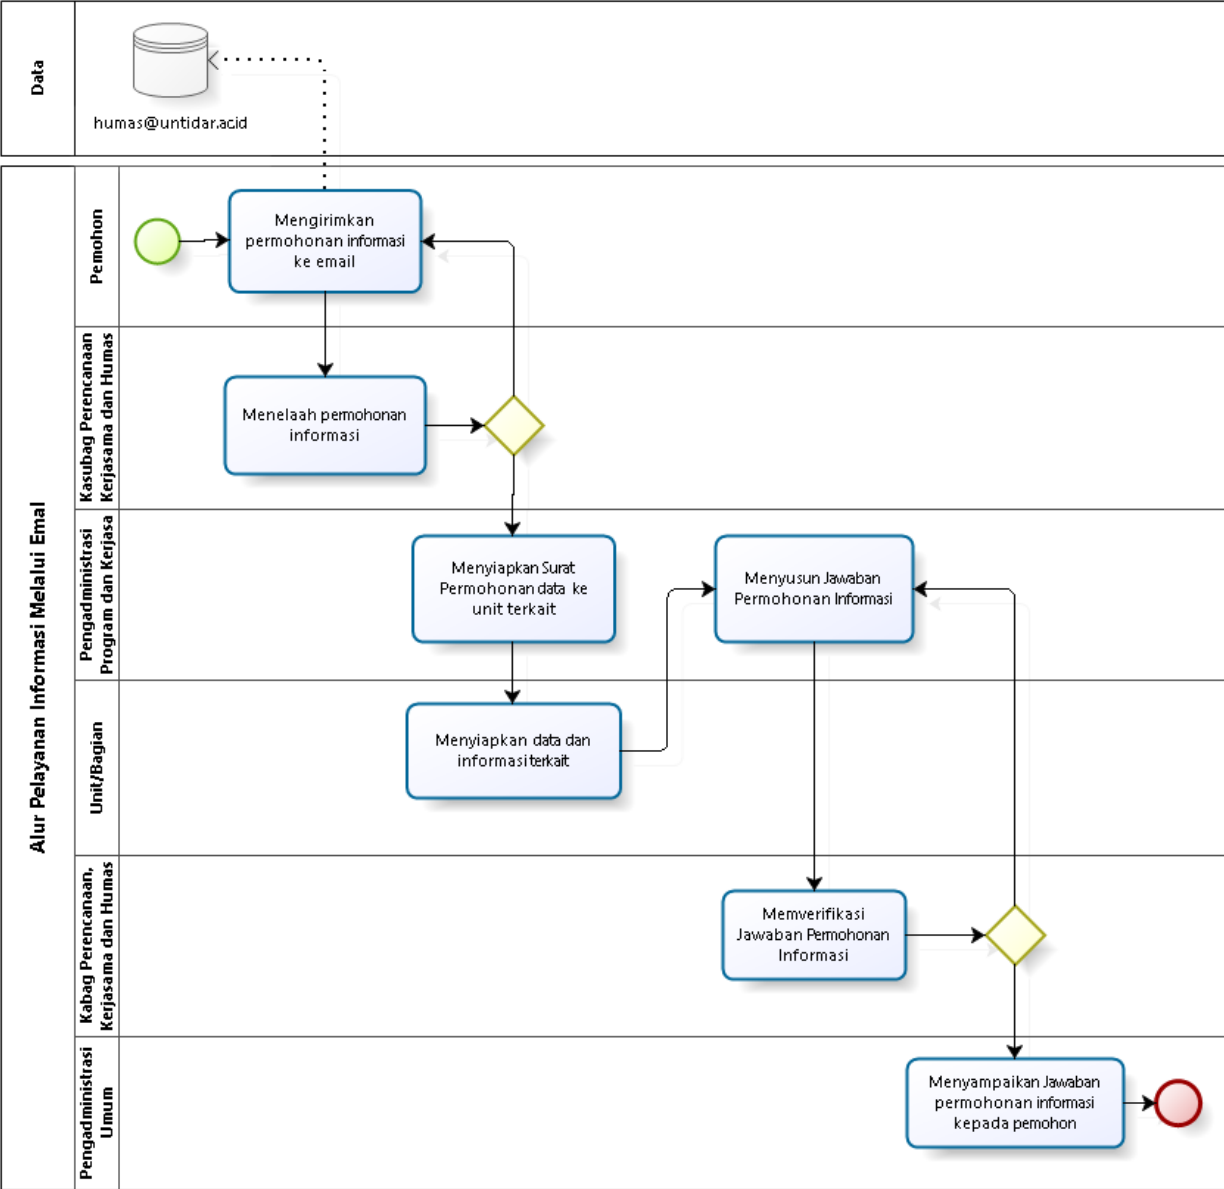 Data
humas@untidar.ac.id
Alur Pelayanan Informasi Melalui Emal
Pemohon
Mengirimkan
permohonan informasi
ke email
Kasubag Perencanaan
Kerjasama dan Humas
Menelaah permohonan
informasi
Pengadministrasi
Program dan Kerjasa
Menyiapkan Surat
Permohonan data ke
unit terkait
Menyusun Jawaban
Permohonan Informasi
Unit/Bagian
Menyiapkan data dan
informasi terkait
Kabag Perencanaan,
Kerjasama dan Humas
Memverifikasi
Jawaban Permohonan
Informasi
Pengadministrasi
Umum
Menyampaikan Jawaban
permohonan informasi
kepada pemohon